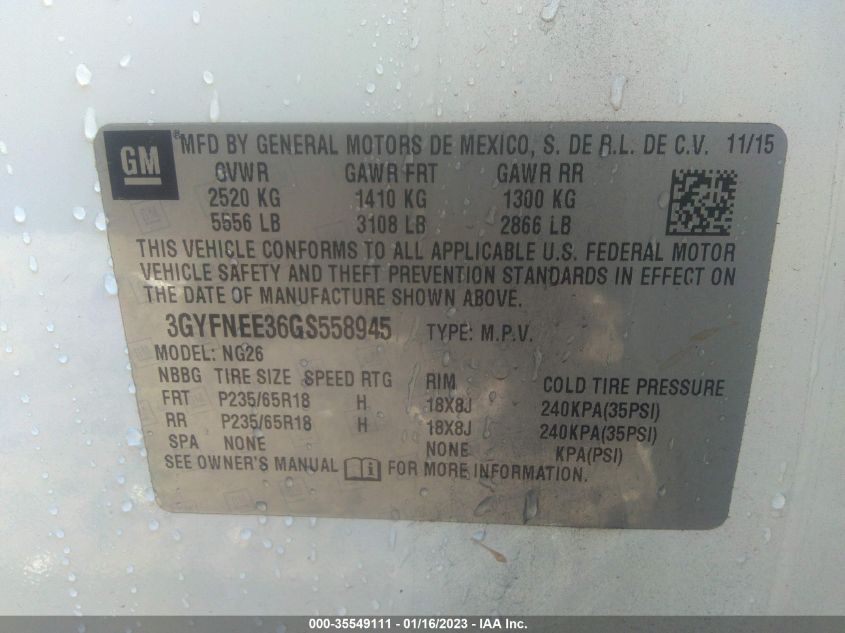 GM ® MFD BY GENERAL MOTORS DE MEXICO, S. DE R.L. DE C.V. 11/15
GVWR GAWR FRT GAWR RR
2520 KG 1410 KG 1300 KG
5556 LB 3108 LB 2866 LB
THIS VEHICLE CONFORMS TO ALL APPLICABLE U.S. FEDERAL MOTOR
VEHICLE SAFETY AND THEFT PREVENTION STANDARDS IN EFFECT ON
THE DATE OF MANUFACTURE SHOWN ABOVE.
3GYFNEE36GS558945 TYPE: M.P.V.
MODEL: NG26
NBBG TIRE SIZE SPEED RTG RIM COLD TIRE PRESSURE
FRT P235/65R18 H 18X8J 240KPA(35PSI)
RR P235/65R18 H 18X8J 240KPA(35PSI)
SPA NONE NONE KPA(PSI)
SEE OWNER'S MANUAL FOR MORE INFORMATION.
000-35549111 - 01/16/2023 - IAA Inc.